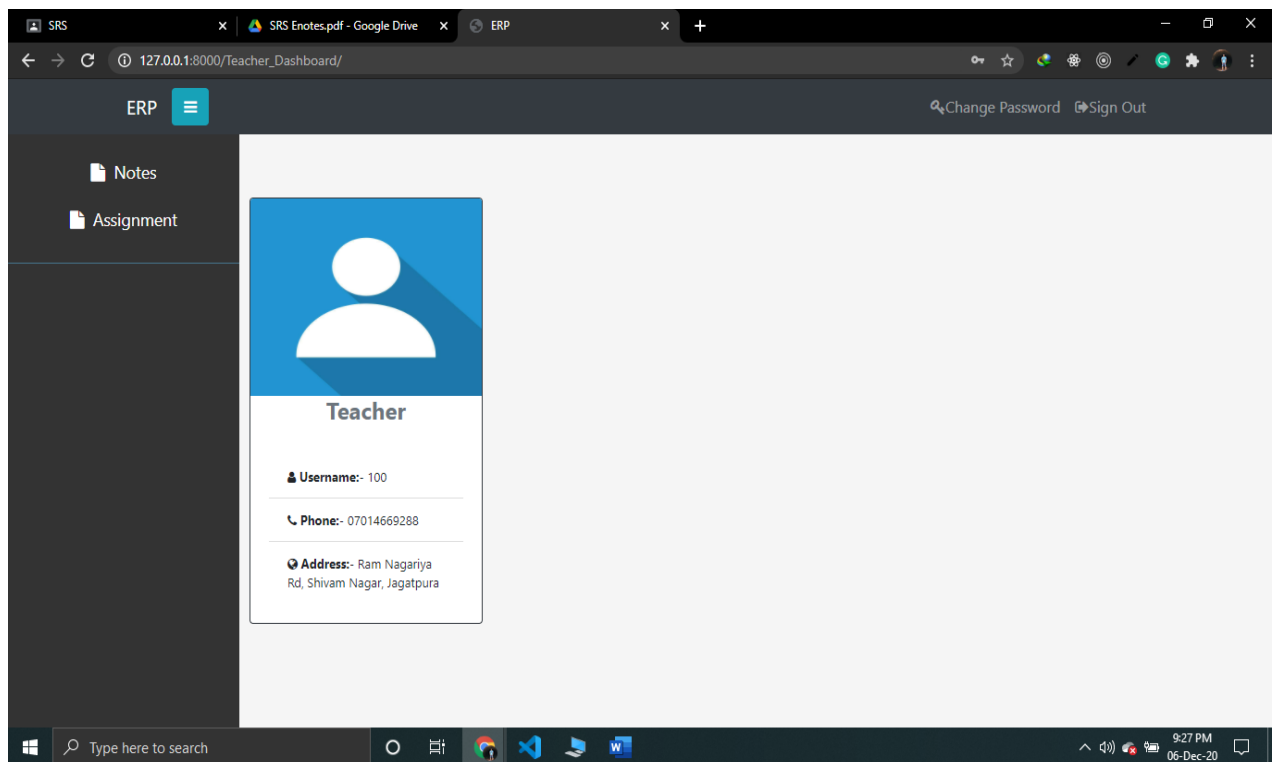 SRS
SRS Enotes.pdf - Google Drive
ERP
127.0.0.1:8000/Teacher_Dashboard/
ERP
Change Password
Sign Out
Notes
Assignment
Teacher
Username:- 100
Phone:- 07014669288
Address:- Ram Nagariya
Rd, Shivam Nagar, Jagatpura
Type here to search
9:27 PM
06-Dec-20